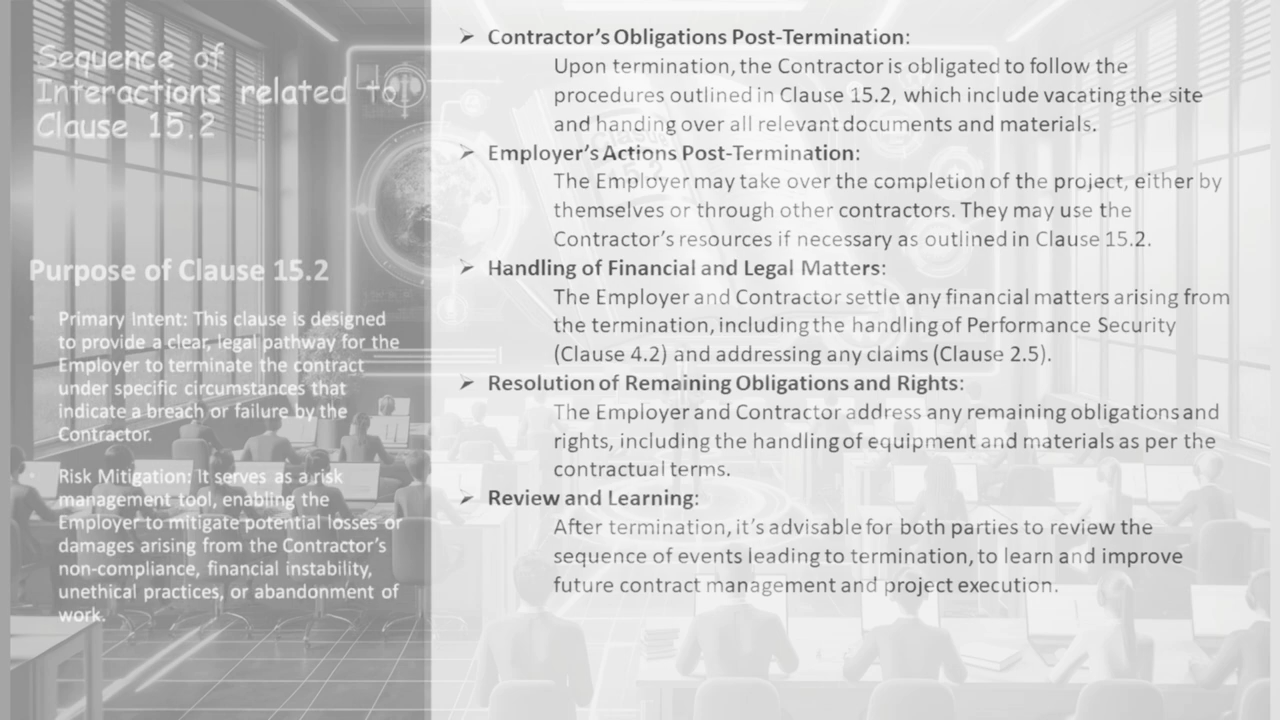 Sequence of
Interactions related to
Clause 15.2
Purpose of Clause 15.2
Primary Intent: This clause is designed
to provide a clear, legal pathway for the
Employer to terminate the contract
under specific circumstances that
indicate a breach or failure by the
Contractor.
Risk Mitigation: It serves as a risk
management tool, enabling the
Employer to mitigate potential losses or
damages arising from the Contractor's
non-compliance, financial instability,
unethical practices, or abandonment of
work.
➢ Contractor's Obligations Post-Termination:
Upon termination, the Contractor is obligated to follow the
procedures outlined in Clause 15.2, which include vacating the site
and handing over all relevant documents and materials.
➢ Employer's Actions Post-Termination:
The Employer may take over the completion of the project, either by
themselves or through other contractors. They may use the
Contractor's resources if necessary as outlined in Clause 15.2.
➢ Handling of Financial and Legal Matters:
The Employer and Contractor settle any financial matters arising from
the termination, including the handling of Performance Security
(Clause 4.2) and addressing any claims (Clause 2.5).
➢ Resolution of Remaining Obligations and Rights:
The Employer and Contractor address any remaining obligations and
rights, including the handling of equipment and materials as per the
contractual terms.
➢ Review and Learning:
After termination, it's advisable for both parties to review the
sequence of events leading to termination, to learn and improve
future contract management and project execution.